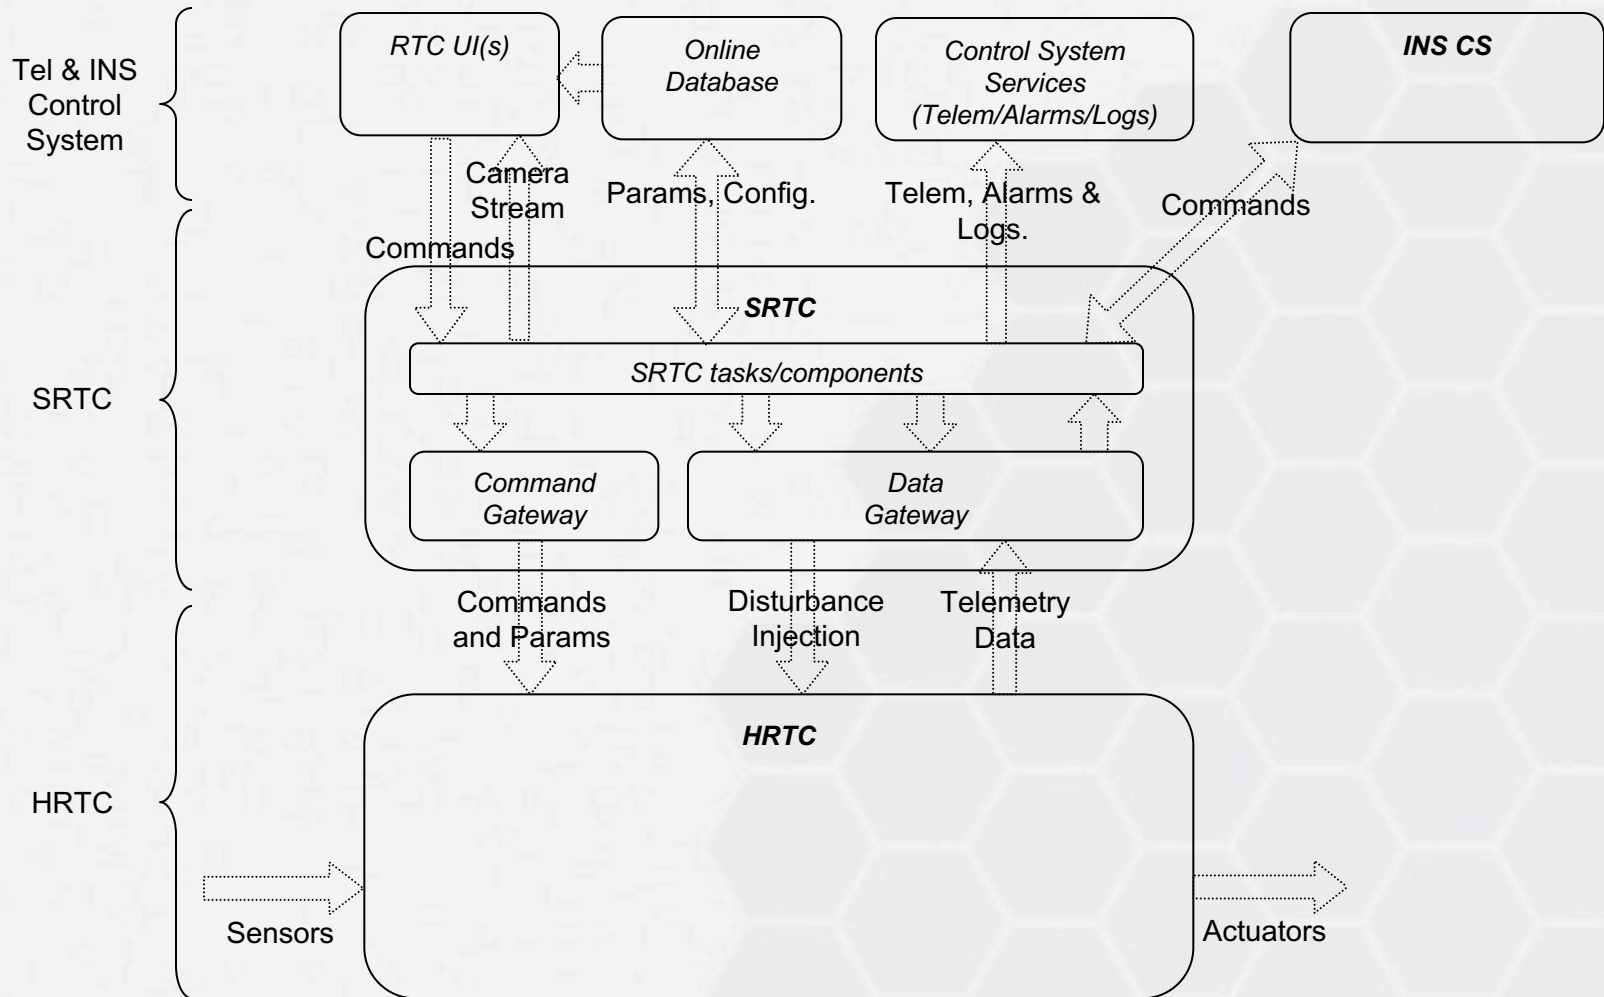 Tel & INS
Control
System
RTC UI(s)
Online
Database
Control System
Services
(Telem/Alarms/Logs)
INS CS
Camera
Stream
Params, Config.
Telem, Alarms &
Logs.
Commands
Commands
SRTC
SRTC
SRTC tasks/components
Command
Gateway
Data
Gateway
Commands
and Params
Disturbance
Injection
Telemetry
Data
HRTC
HRTC
Sensors
Actuators